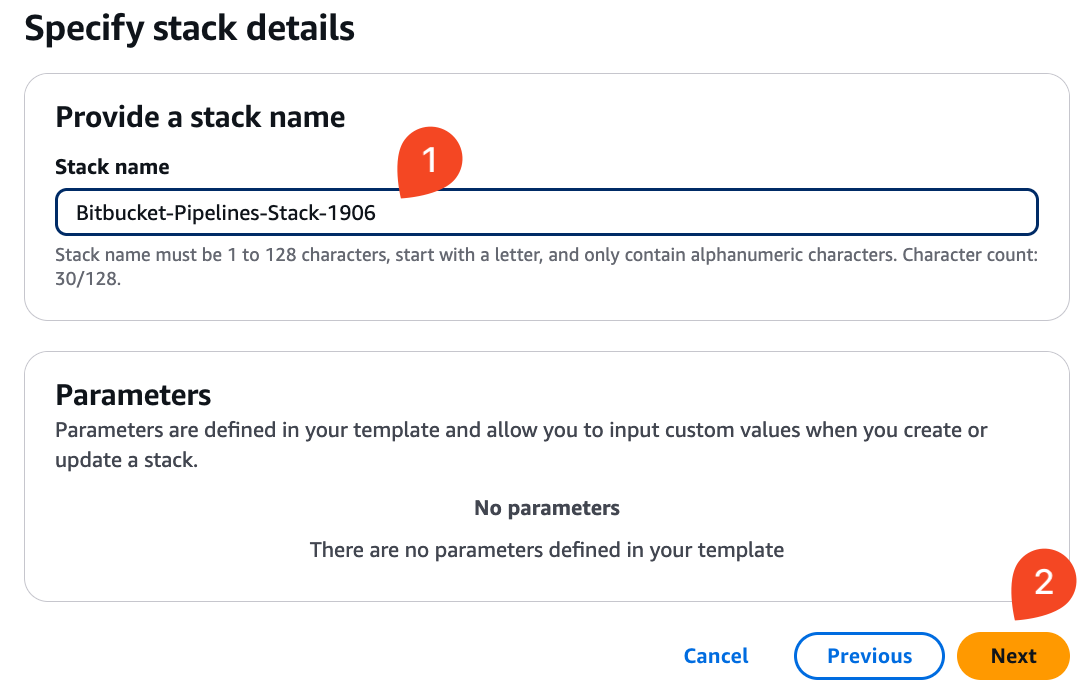 Specify stack details
Provide a stack name
1
Stack name
Bitbucket-Pipelines-Stack-1906
Stack name must be 1 to 128 characters, start with a letter, and only contain alphanumeric characters. Character count:
30/128.
Parameters
Parameters are defined in your template and allow you to input custom values when you create or
update a stack.
No parameters
There are no parameters defined in your template
2
Cancel Previous Next